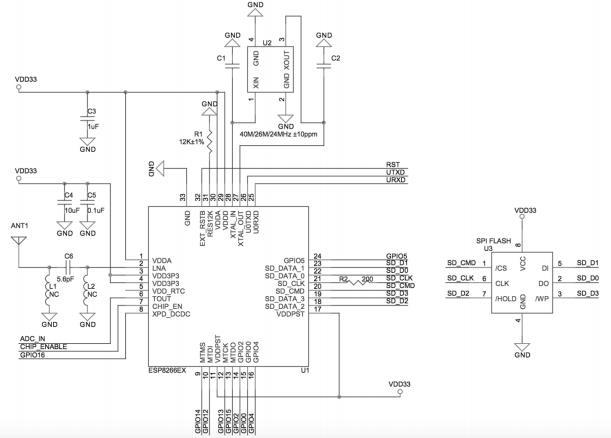 GND
4 3
U2
GND GND
C1 GND XOUT C2
XIN GND
1 2
GND
40M/26M/24MHz ±10ppm
VDD33
C3
1uF
GND
GND
R1
12K±1%
VDD33
GND
RST
UTXD
URXD
C4 C5
10uF 0.1uF
GND GND
33 32 31 30 29 28 27 26 25
GND EXT_RSTB RES12K VDDA VDDD XTAL_IN XTAL_OUT U0TXD U0RXD
ANT1
C6
5.6pF
L1 L2
NC NC
GND GND
1 VDDA
2 LNA
3 VDD3P3
4 VDD3P3
5 VDD_RTC
6 TOUT
7 CHIP_EN
8 XPD_DCDC
GPIO5 24 GPIO5
SD_DATA_1 23 SD_D1
SD_DATA_0 22 SD_D0
SD_CLK 21 R2 200 SD_CLK
SD_CMD 20 SD_CMD
SD_DATA_3 19 SD_D3
SD_DATA_2 18 SD_D2
VDDPST 17
ADC_IN
CHIP_ENABLE
GPIO16
MTMS MTDI VDDPST MTCK MTDO GPIO2 GPIO0 GPIO4
ESP8266EX U1
9 10 11 12 13 14 15 16
GPIO14 GPIO12 GPIO13 GPIO15 GPIO2 GPIO0 GPIO4
VDD33
VDD33
SPI FLASH
U3
8
VCC
SD_CMD 1 /CS DI 5 SD_D1
SD_CLK 6 CLK DO 2 SD_D0
SD_D2 7 /HOLD /WP 3 SD_D3
GND
4
GND